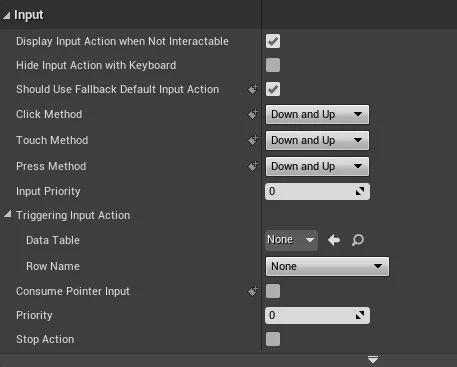 Input
Display Input Action when Not Interactable
Hide Input Action with Keyboard
Should Use Fallback Default Input Action
Click Method Down and Up
Touch Method Down and Up
Press Method Down and Up
Input Priority 0
Triggering Input Action
Data Table None
Row Name None
Consume Pointer Input
Priority 0
Stop Action